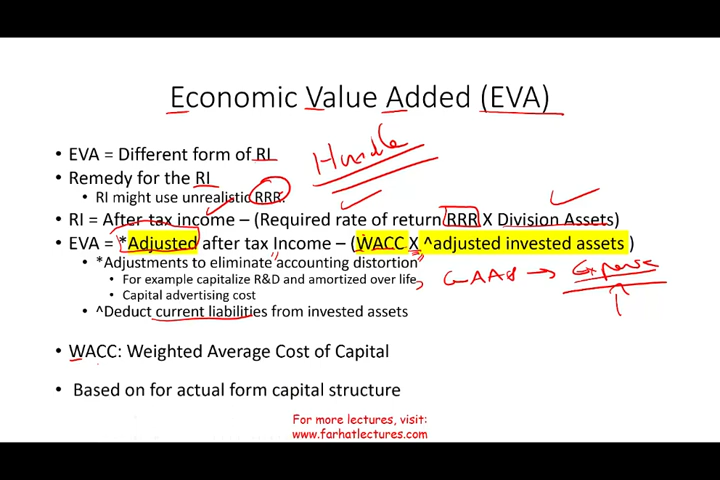 Economic Value Added (EVA)
Hurdle
• EVA = Different form of RI
• Remedy for the RI
• RI might use unrealistic RRR.
• RI = After tax income – (Required rate of return RRR X Division Assets)
• EVA = *Adjusted after tax Income – (WACC X ^adjusted invested assets )
• *Adjustments to eliminate "accounting distortion"
• For example capitalize R&D and amortized over life
GAAP → Expense
• Capital advertising cost
• ^Deduct current liabilities from invested assets
• WACC: Weighted Average Cost of Capital
• Based on for actual form capital structure
For more lectures, visit:
www.farhatlectures.com